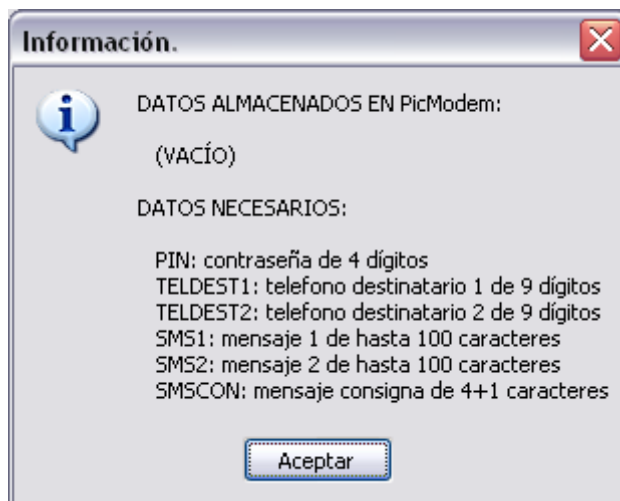 Información.
DATOS ALMACENADOS EN PicModem:
(VACÍO)
DATOS NECESARIOS:
PIN: contraseña de 4 dígitos
TELDEST1: telefono destinatario 1 de 9 dígitos
TELDEST2: telefono destinatario 2 de 9 dígitos
SMS1: mensaje 1 de hasta 100 caracteres
SMS2: mensaje 2 de hasta 100 caracteres
SMSCON: mensaje consigna de 4+1 caracteres
Aceptar